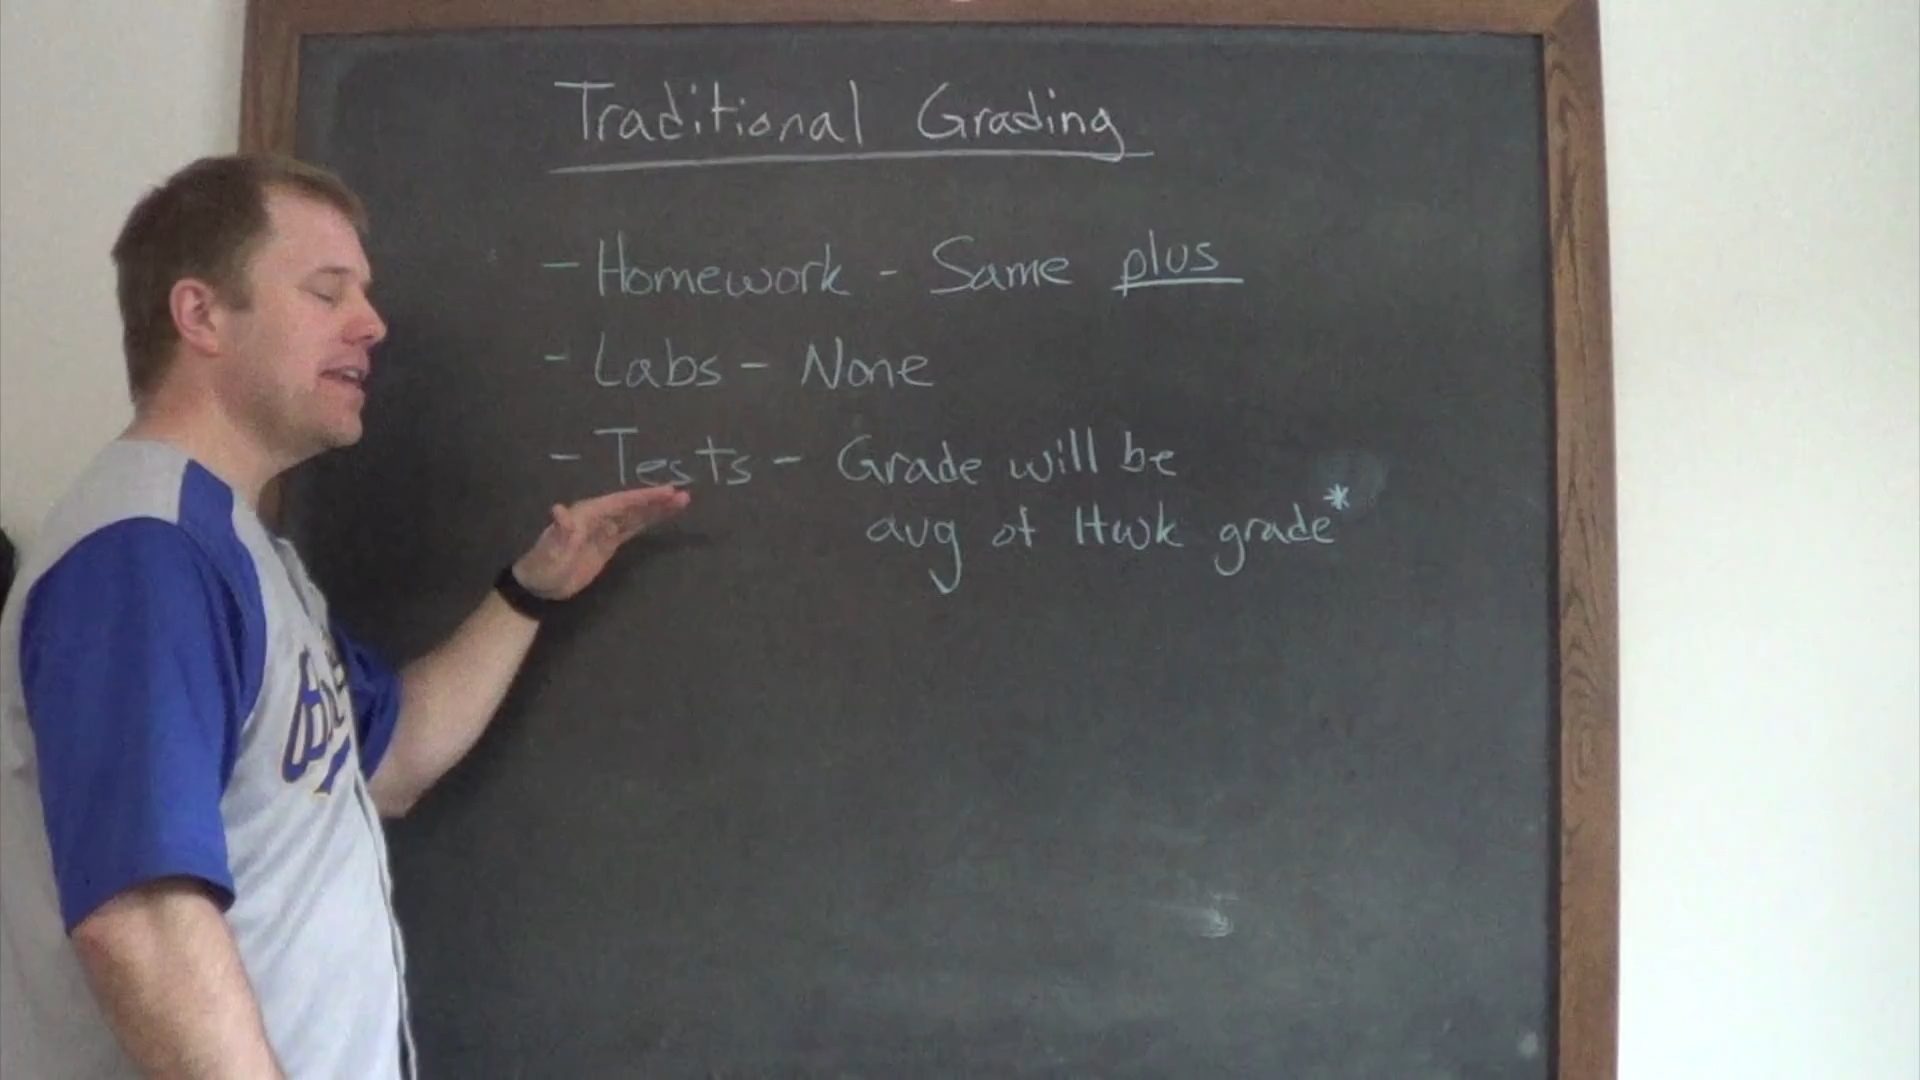 Traditional Grading
- Homework - Same plus
- Labs - None
- Tests - Grade will be
avg of Hwk grade*